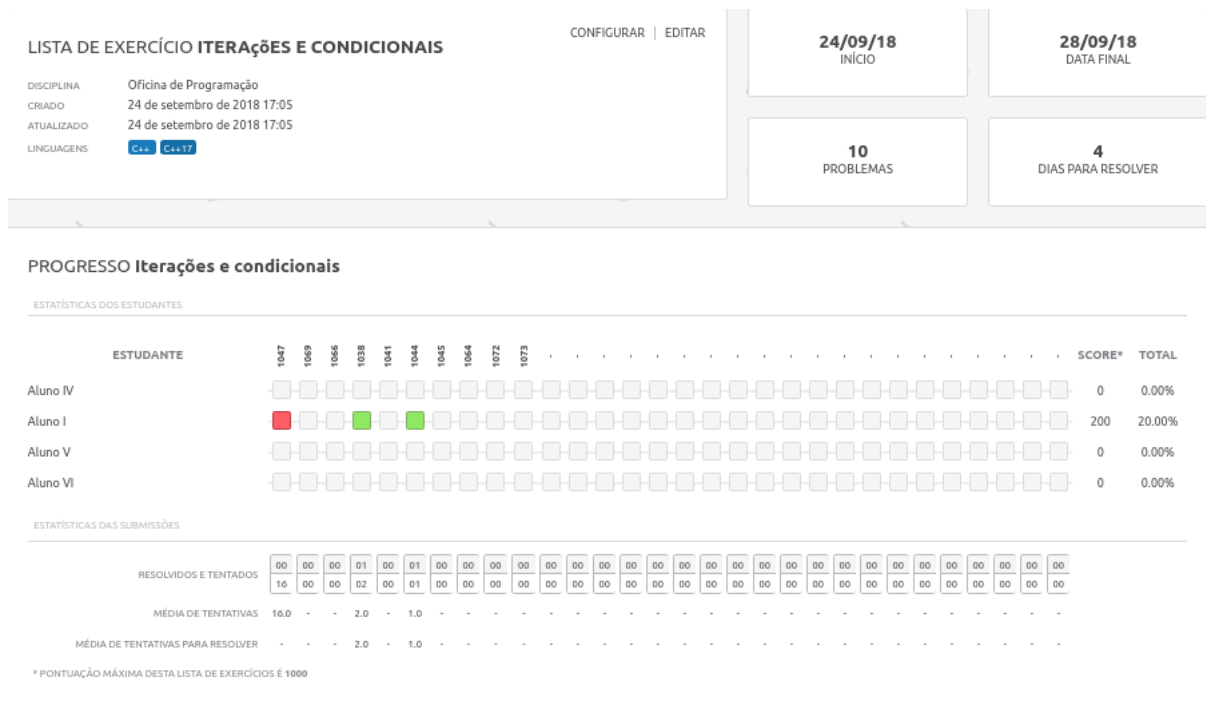 LISTA DE EXERCÍCIO ITERAçõES E CONDICIONAIS
CONFIGURAR | EDITAR
DISCIPLINA Oficina de Programação
CRIADO 24 de setembro de 2018 17:05
ATUALIZADO 24 de setembro de 2018 17:05
LINGUAGENS C++ C++17
24/09/18
INÍCIO
28/09/18
DATA FINAL
10
PROBLEMAS
4
DIAS PARA RESOLVER
PROGRESSO Iterações e condicionais
ESTATÍSTICAS DOS ESTUDANTES
ESTUDANTE 1047 1069 1066 1038 1041 1044 1045 1064 1072 1073 - - - - - - - - - - - - - - - - - - - - SCORE* TOTAL
Aluno IV 0 0.00%
Aluno I 200 20.00%
Aluno V 0 0.00%
Aluno VI 0 0.00%
ESTATÍSTICAS DAS SUBMISSÕES
RESOLVIDOS E TENTADOS
00 00 00 01 00 01 00 00 00 00 00 00 00 00 00 00 00 00 00 00 00 00 00 00 00 00 00 00 00 00
16 00 00 02 00 01 00 00 00 00 00 00 00 00 00 00 00 00 00 00 00 00 00 00 00 00 00 00 00 00
MÉDIA DE TENTATIVAS 16.0 - - 2.0 - 1.0 - - - - - - - - - - - - - - - - - - - - - - - -
MÉDIA DE TENTATIVAS PARA RESOLVER - - - 2.0 - 1.0 - - - - - - - - - - - - - - - - - - - - - - - -
* PONTUAÇÃO MÁXIMA DESTA LISTA DE EXERCÍCIOS É 1000